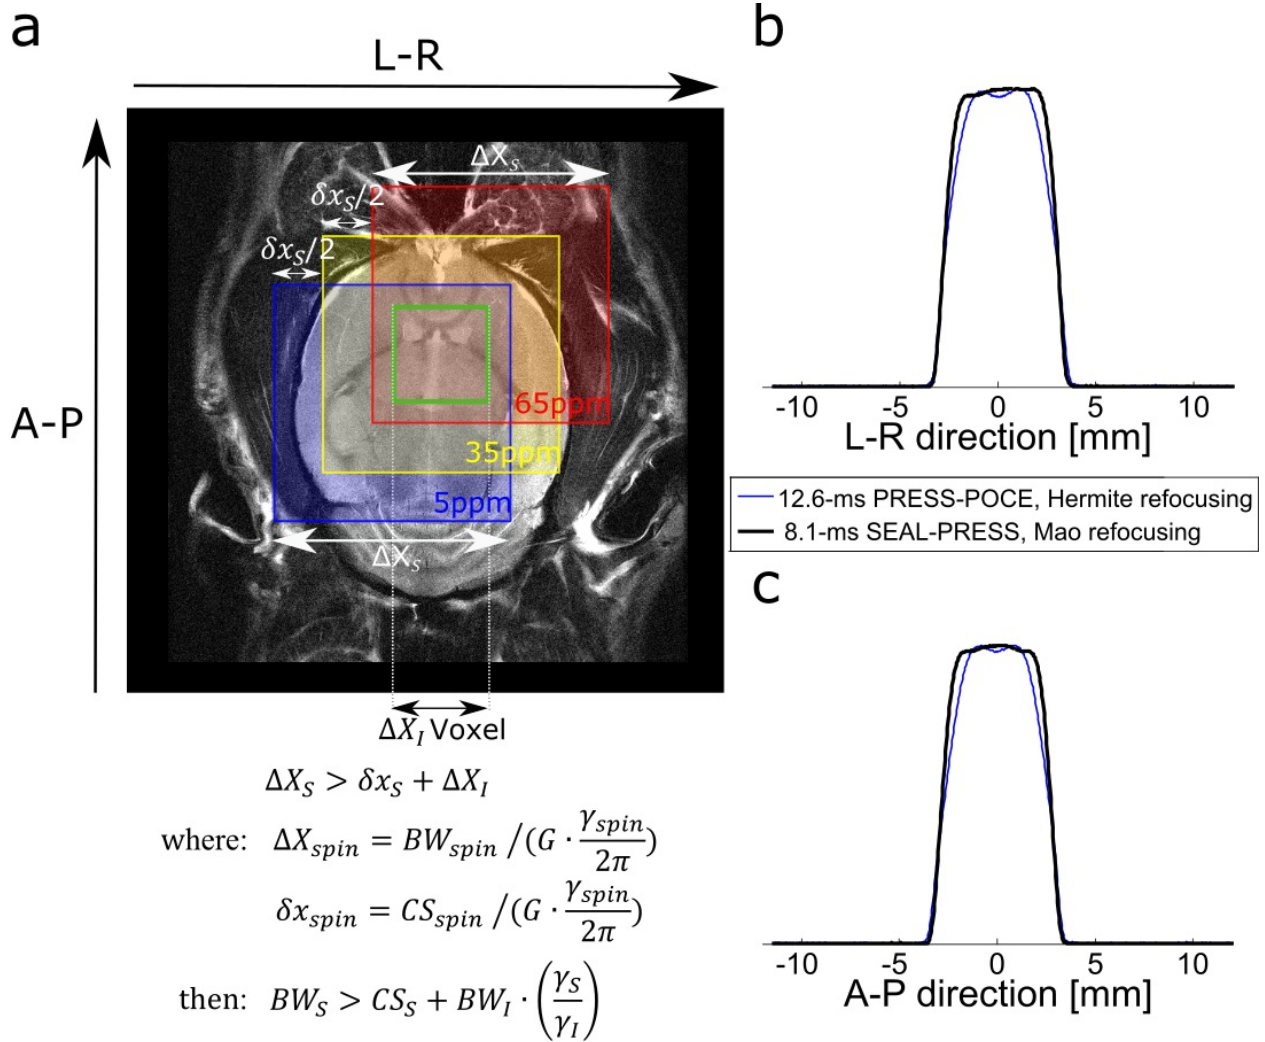 a
L-R
A-P
ΔX_S
δx_S/2
δx_S/2
65ppm
35ppm
5ppm
ΔX_S
ΔX_I Voxel
ΔX_S > δx_S + ΔX_I
where: ΔX_spin = BW_spin /(G · γ_spin/2π)
δx_spin = CS_spin /(G · γ_spin/2π)
then: BW_S > CS_S + BW_I · (γ_S/γ_I)
b
-10 -5 0 5 10
L-R direction [mm]
12.6-ms PRESS-POCE, Hermite refocusing
8.1-ms SEAL-PRESS, Mao refocusing
c
-10 -5 0 5 10
A-P direction [mm]